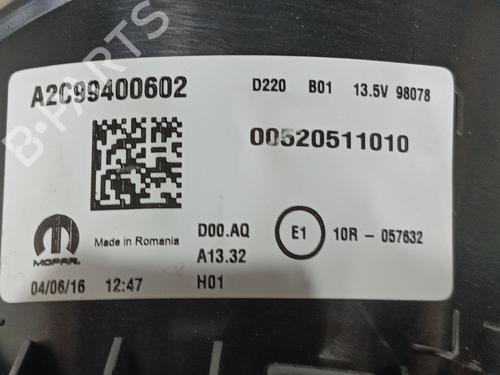 A2C99400602 D220 B01 13.5V 98078
00520511010
D00.AQ E1 10R - 057632
MOPAR Made in Romania A13.32
04/06/16 12:47 H01
B-PARTS